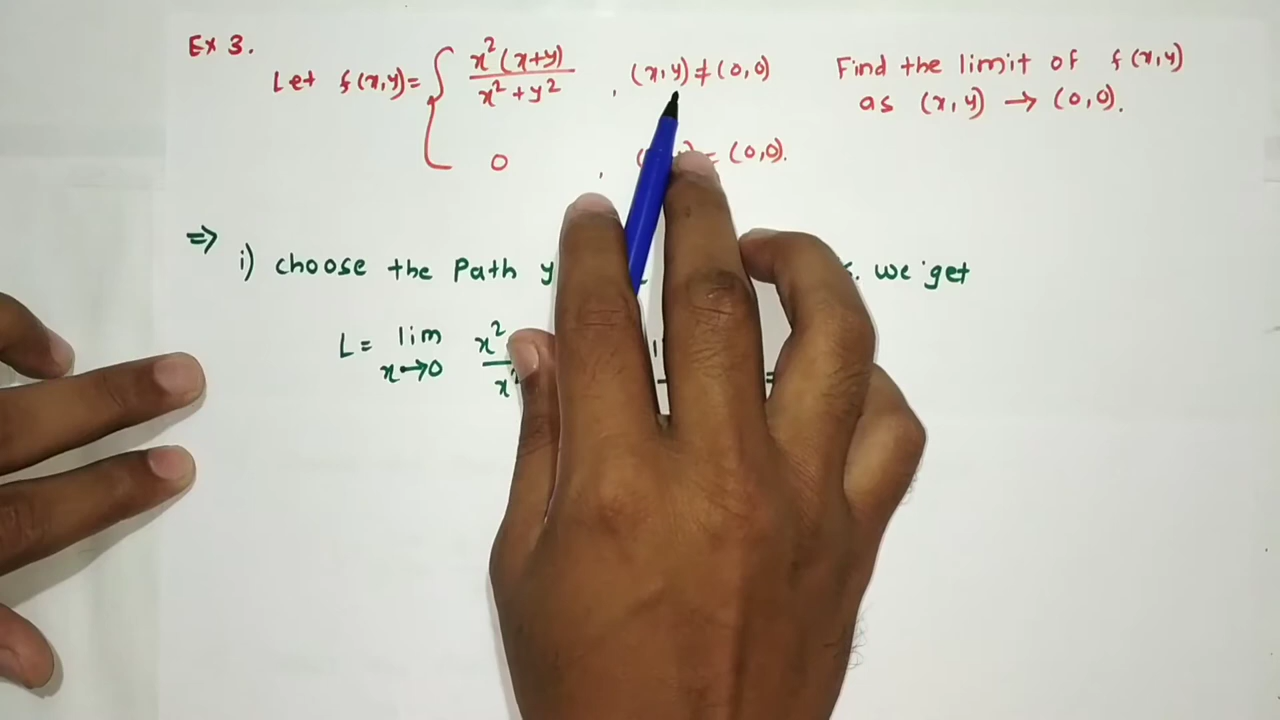 Ex 3.
Let f(x,y) = { x²(x+y) / x²+y² , (x,y) ≠ (0,0)
0 , = (0,0).
Find the limit of f(x,y)
as (x,y) → (0,0).
⇒ i) choose the Path y we get
L = lim x→0 x²